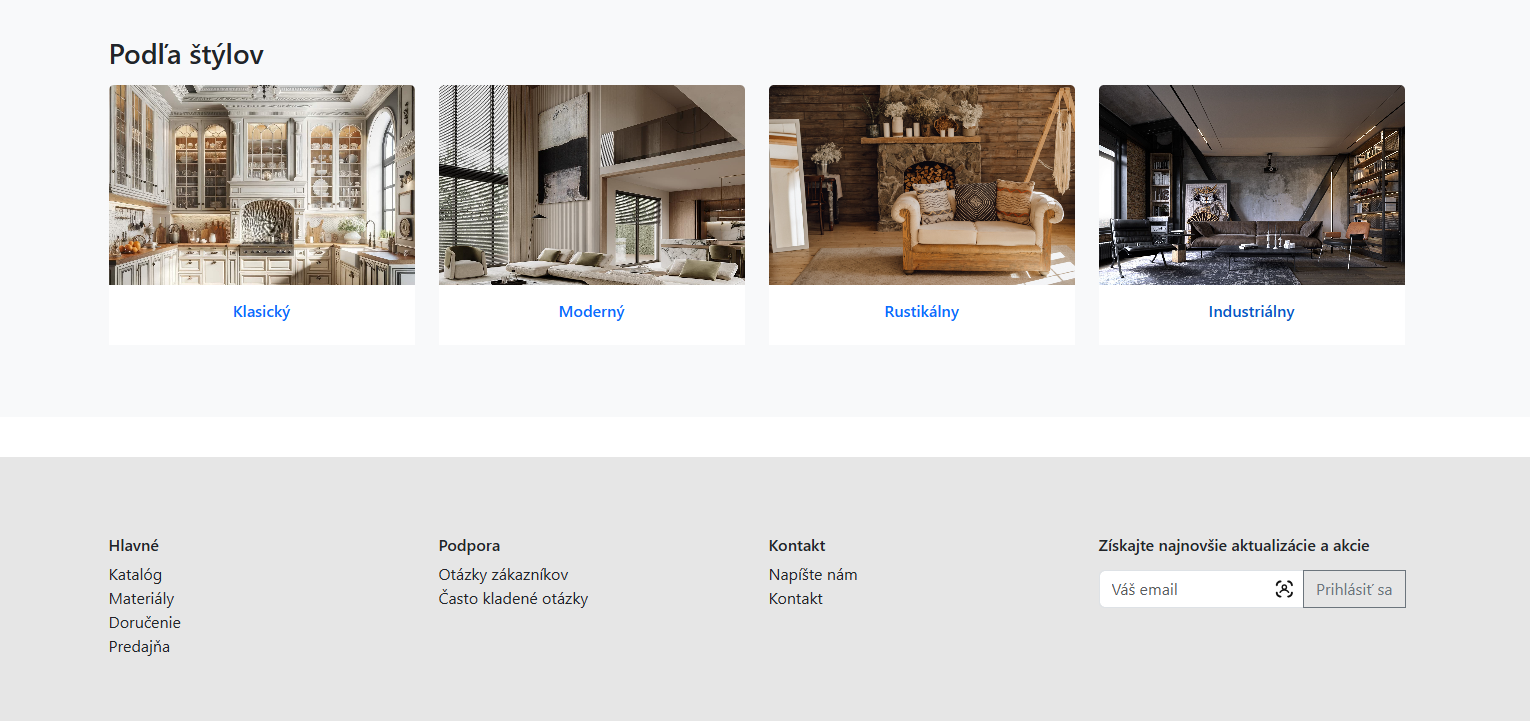 Podľa štýlov
Klasický
Moderný
Rustikálny
Industriálny
Hlavné
Katalóg
Materiály
Doručenie
Predajňa
Podpora
Otázky zákazníkov
Často kladené otázky
Kontakt
Napíšte nám
Kontakt
Získajte najnovšie aktualizácie a akcie
Váš email
Prihlásiť sa